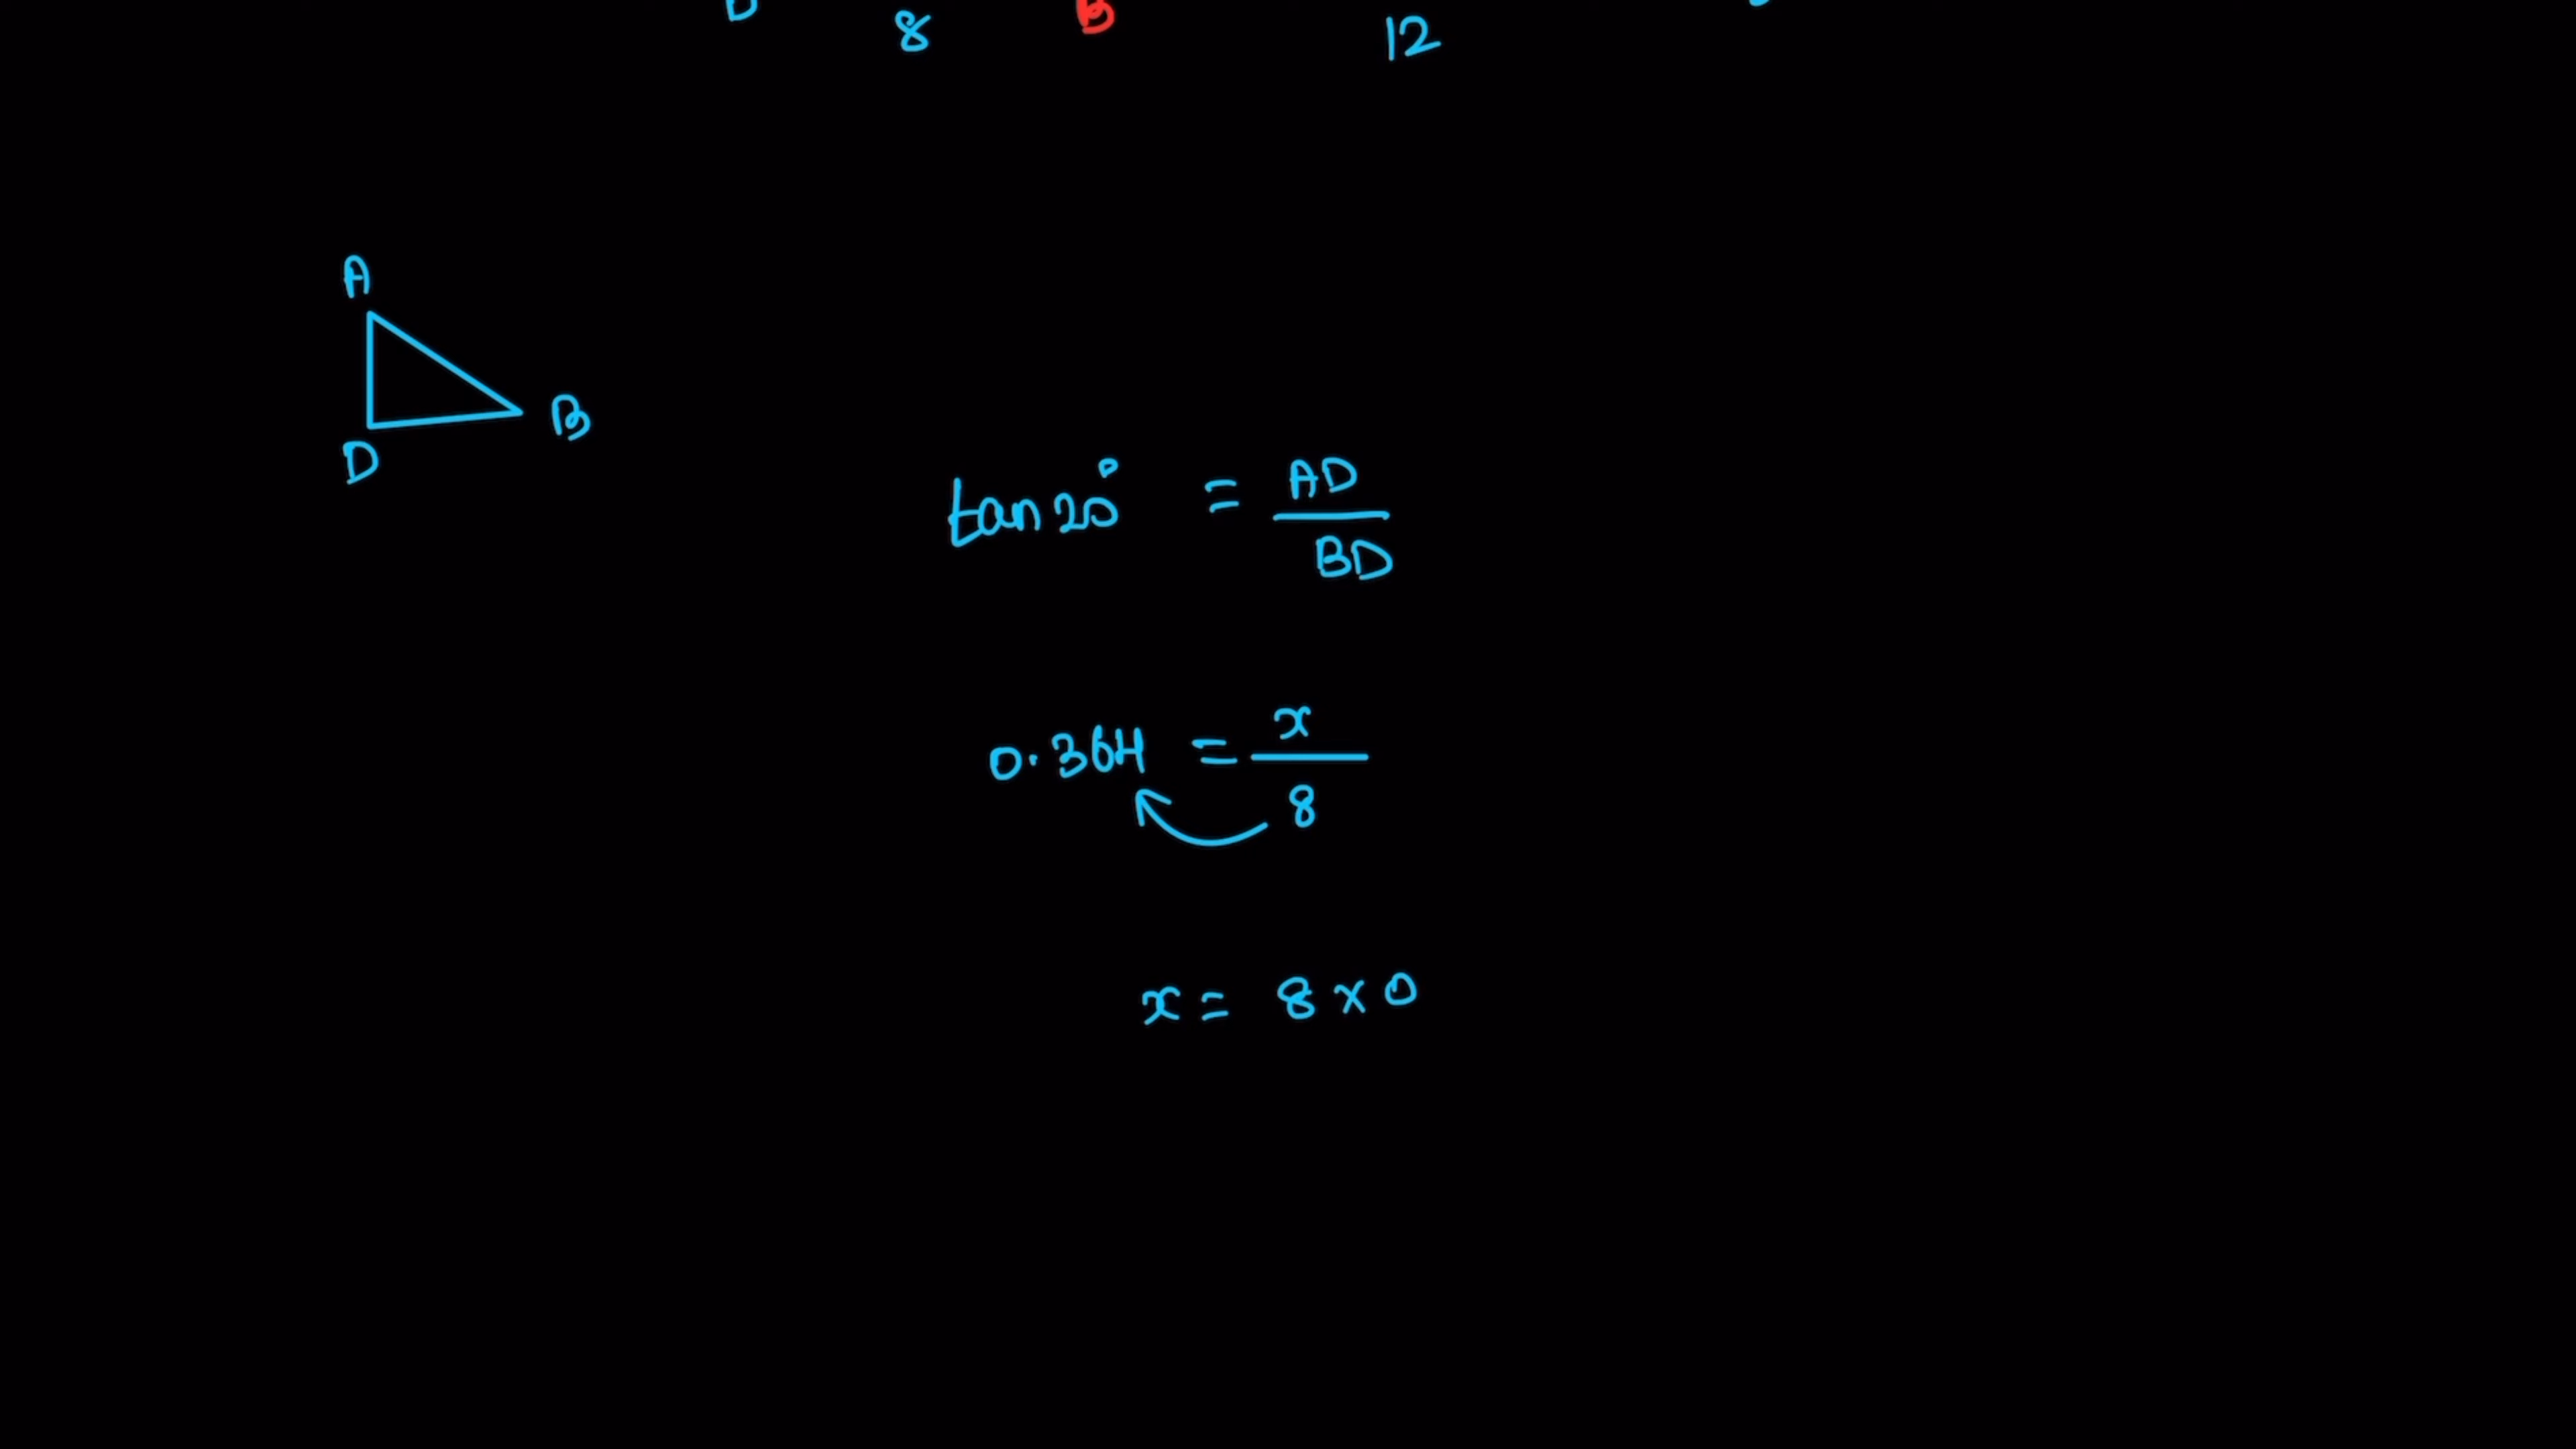 8 B 12
A
B
D
tan 20° = AD / BD
0.364 = x / 8
x = 8 × 0